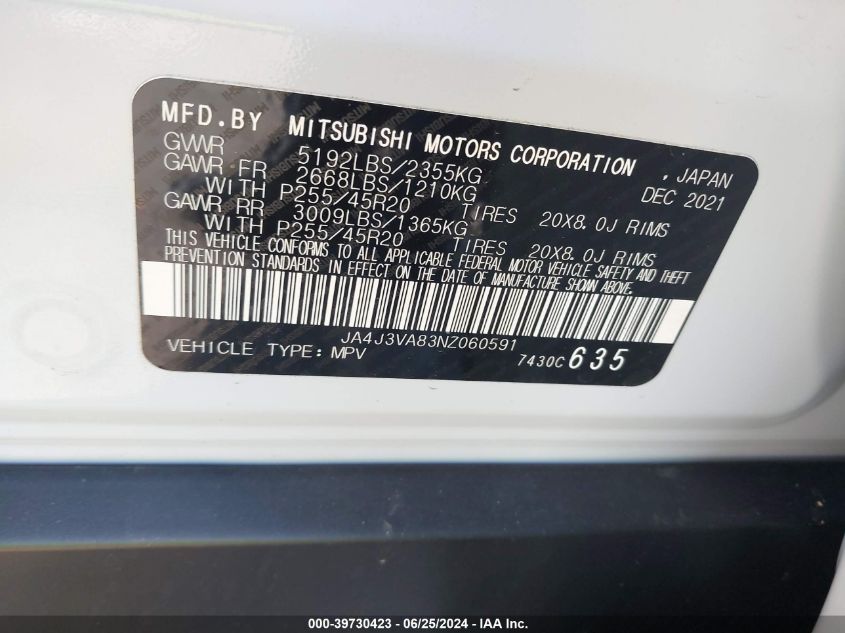 MFD.BY MITSUBISHI MOTORS CORPORATION , JAPAN
GVWR 5192LBS/2355KG DEC 2021
GAWR FR 2668LBS/1210KG
WITH P255/45R20 TIRES 20X8.0J RIMS
GAWR RR 3009LBS/1365KG
WITH P255/45R20 TIRES 20X8.0J RIMS
THIS VEHICLE CONFORMS TO ALL APPLICABLE FEDERAL MOTOR VEHICLE SAFETY AND THEFT
PREVENTION STANDARDS IN EFFECT ON THE DATE OF MANUFACTURE SHOWN ABOVE.
JA4J3VA83NZ060591
VEHICLE TYPE: MPV 7430C 635
000-39730423 - 06/25/2024 - IAA Inc.